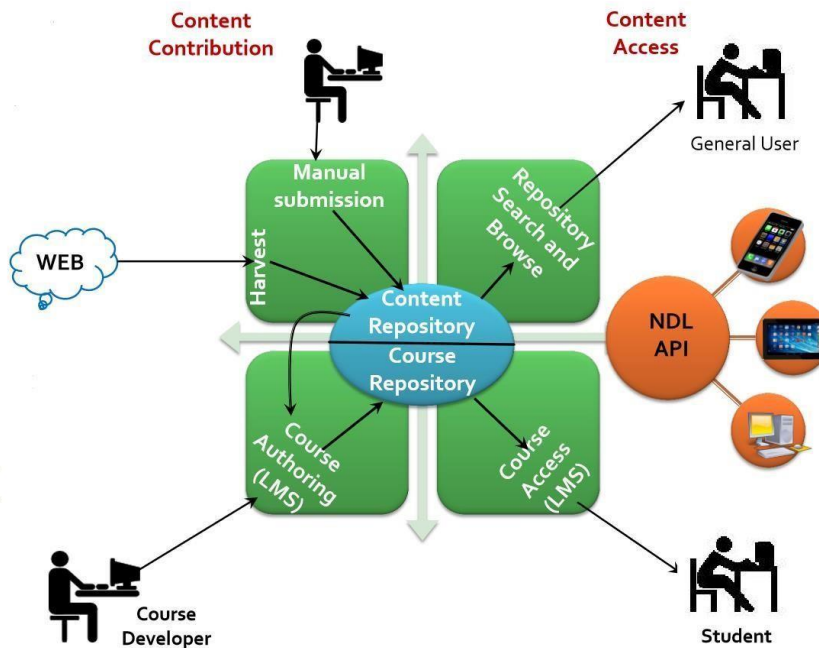 Content
Contribution
Content
Access
General User
Manual
submission
Harvest
Repository
Search and
Browse
WEB
Content
Repository
Course
Repository
NDL
API
Course
Authoring
(LMS)
Course
Access
(LMS)
Course
Developer
Student